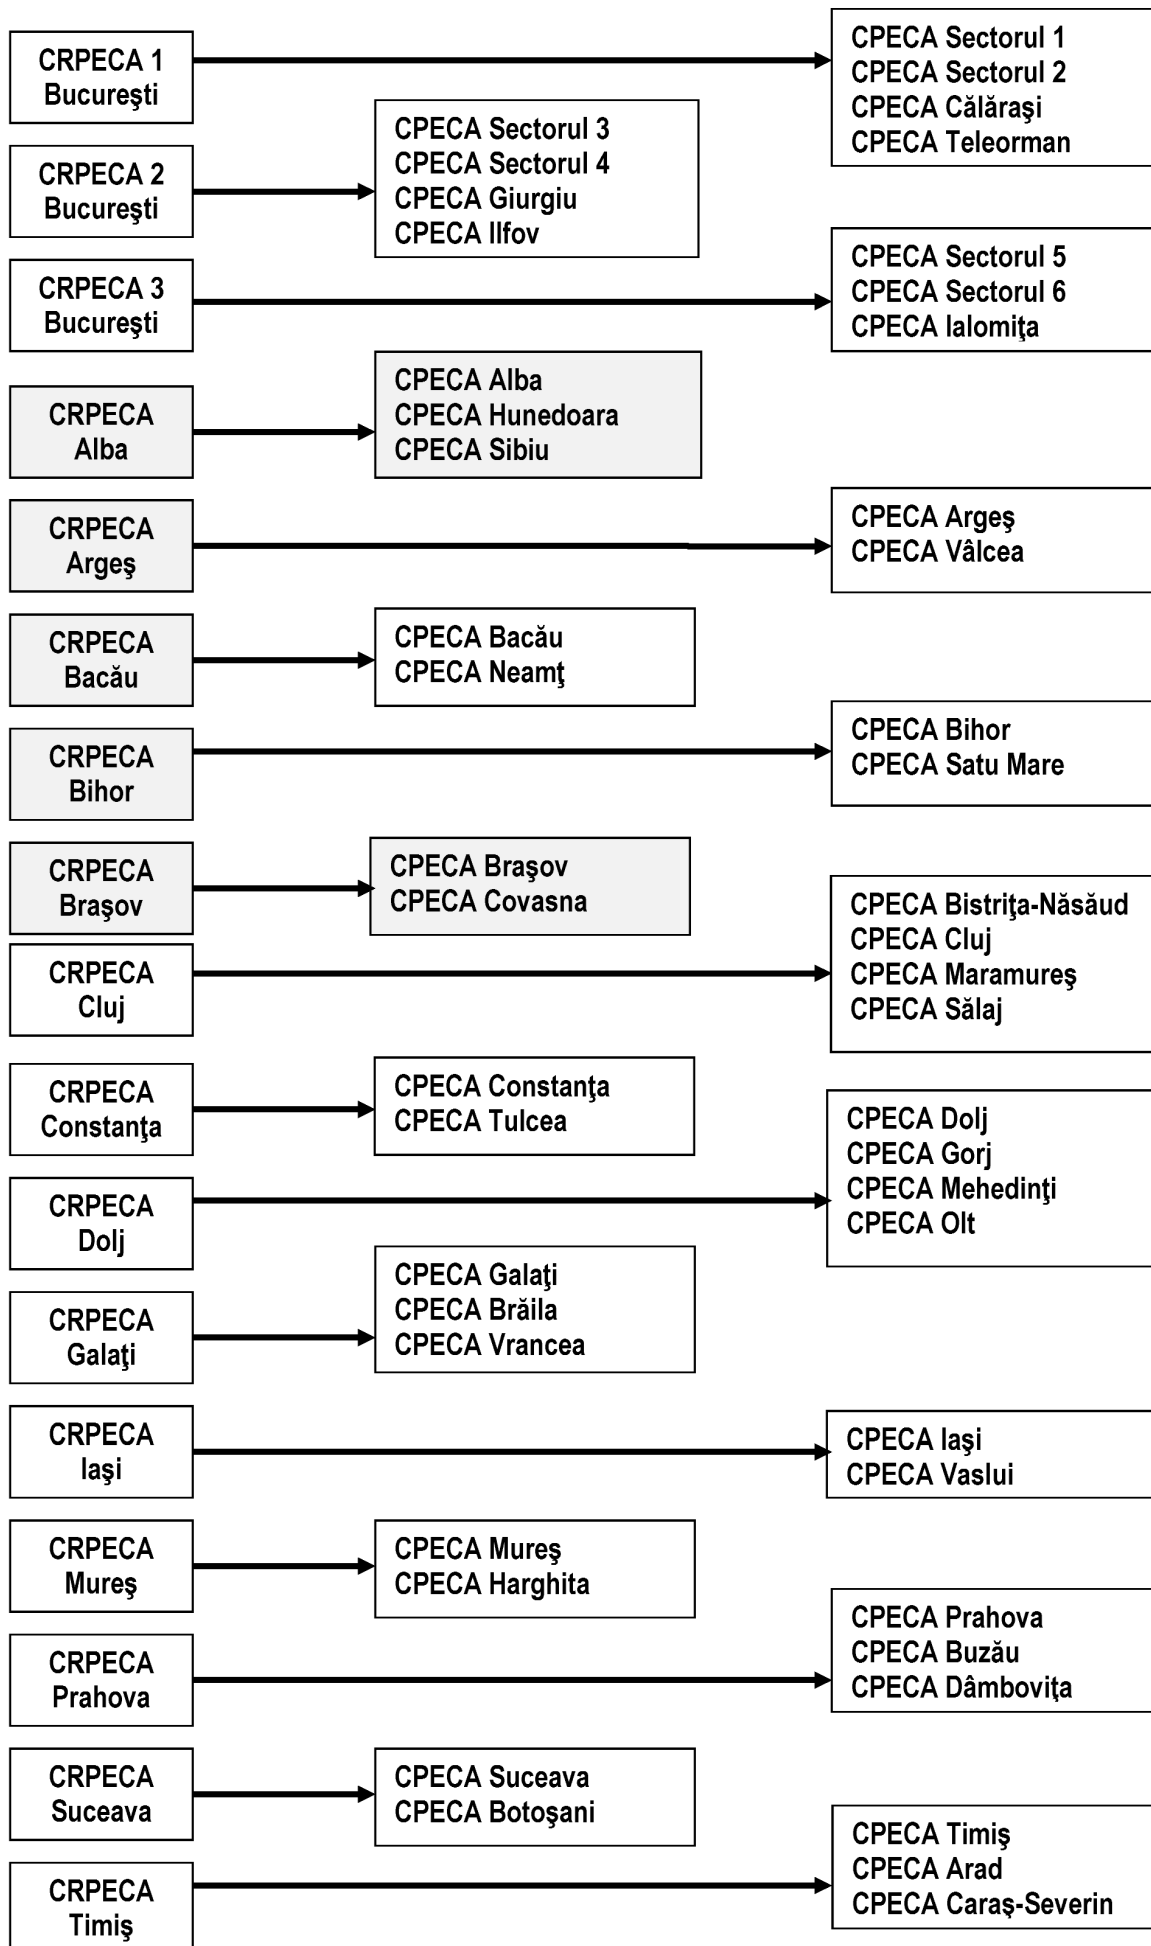 CRPECA 1
Bucureşti
CPECA Sectorul 1
CPECA Sectorul 2
CPECA Călăraşi
CPECA Teleorman
CRPECA 2
Bucureşti
CPECA Sectorul 3
CPECA Sectorul 4
CPECA Giurgiu
CPECA Ilfov
CRPECA 3
Bucureşti
CPECA Sectorul 5
CPECA Sectorul 6
CPECA Ialomiţa
CRPECA
Alba
CPECA Alba
CPECA Hunedoara
CPECA Sibiu
CRPECA
Argeş
CPECA Argeş
CPECA Vâlcea
CRPECA
Bacău
CPECA Bacău
CPECA Neamţ
CRPECA
Bihor
CPECA Bihor
CPECA Satu Mare
CRPECA
Braşov
CPECA Braşov
CPECA Covasna
CRPECA
Cluj
CPECA Bistriţa-Năsăud
CPECA Cluj
CPECA Maramureş
CPECA Sălaj
CRPECA
Constanţa
CPECA Constanţa
CPECA Tulcea
CRPECA
Dolj
CPECA Dolj
CPECA Gorj
CPECA Mehedinţi
CPECA Olt
CRPECA
Galaţi
CPECA Galaţi
CPECA Brăila
CPECA Vrancea
CRPECA
Iaşi
CPECA Iaşi
CPECA Vaslui
CRPECA
Mureş
CPECA Mureş
CPECA Harghita
CRPECA
Prahova
CPECA Prahova
CPECA Buzău
CPECA Dâmboviţa
CRPECA
Suceava
CPECA Suceava
CPECA Botoşani
CRPECA
Timiş
CPECA Timiş
CPECA Arad
CPECA Caraş-Severin